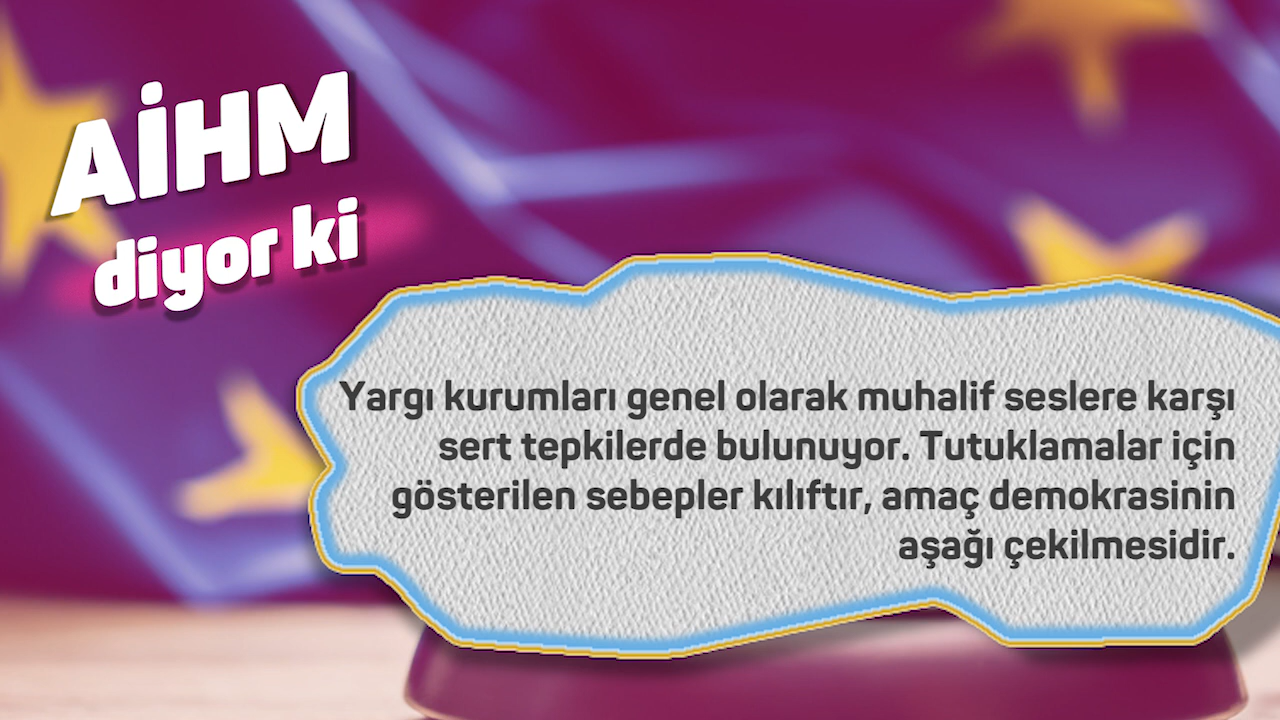 AİHM
diyor ki
Yargı kurumları genel olarak muhalif seslere karşı
sert tepkilerde bulunuyor. Tutuklamalar için
gösterilen sebepler kılıftır, amaç demokrasinin
aşağı çekilmesidir.